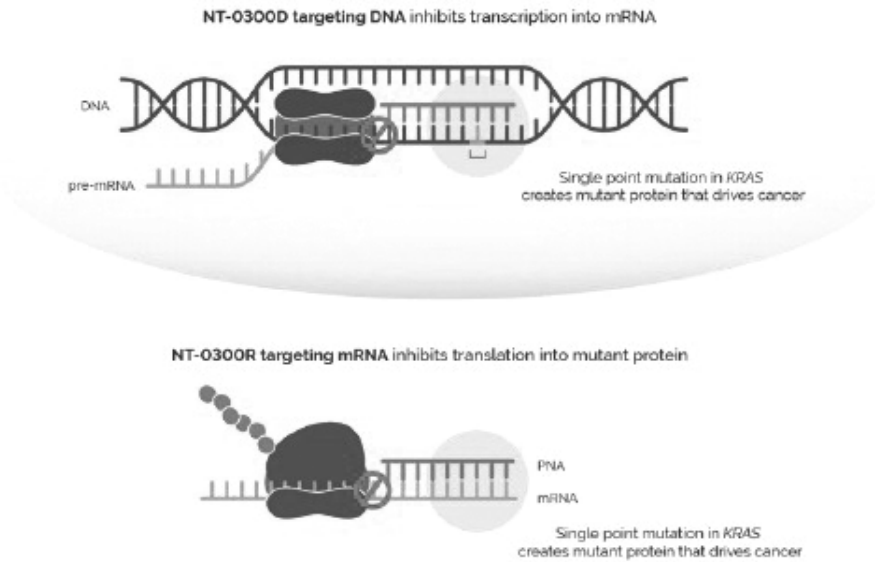 NT-0300D targeting DNA inhibits transcription into mRNA
DNA
pre-mRNA
Single point mutation in KRAS
creates mutant protein that drives cancer
NT-0300R targeting mRNA inhibits translation into mutant protein
PNA
mRNA
Single point mutation in KRAS
creates mutant protein that drives cancer